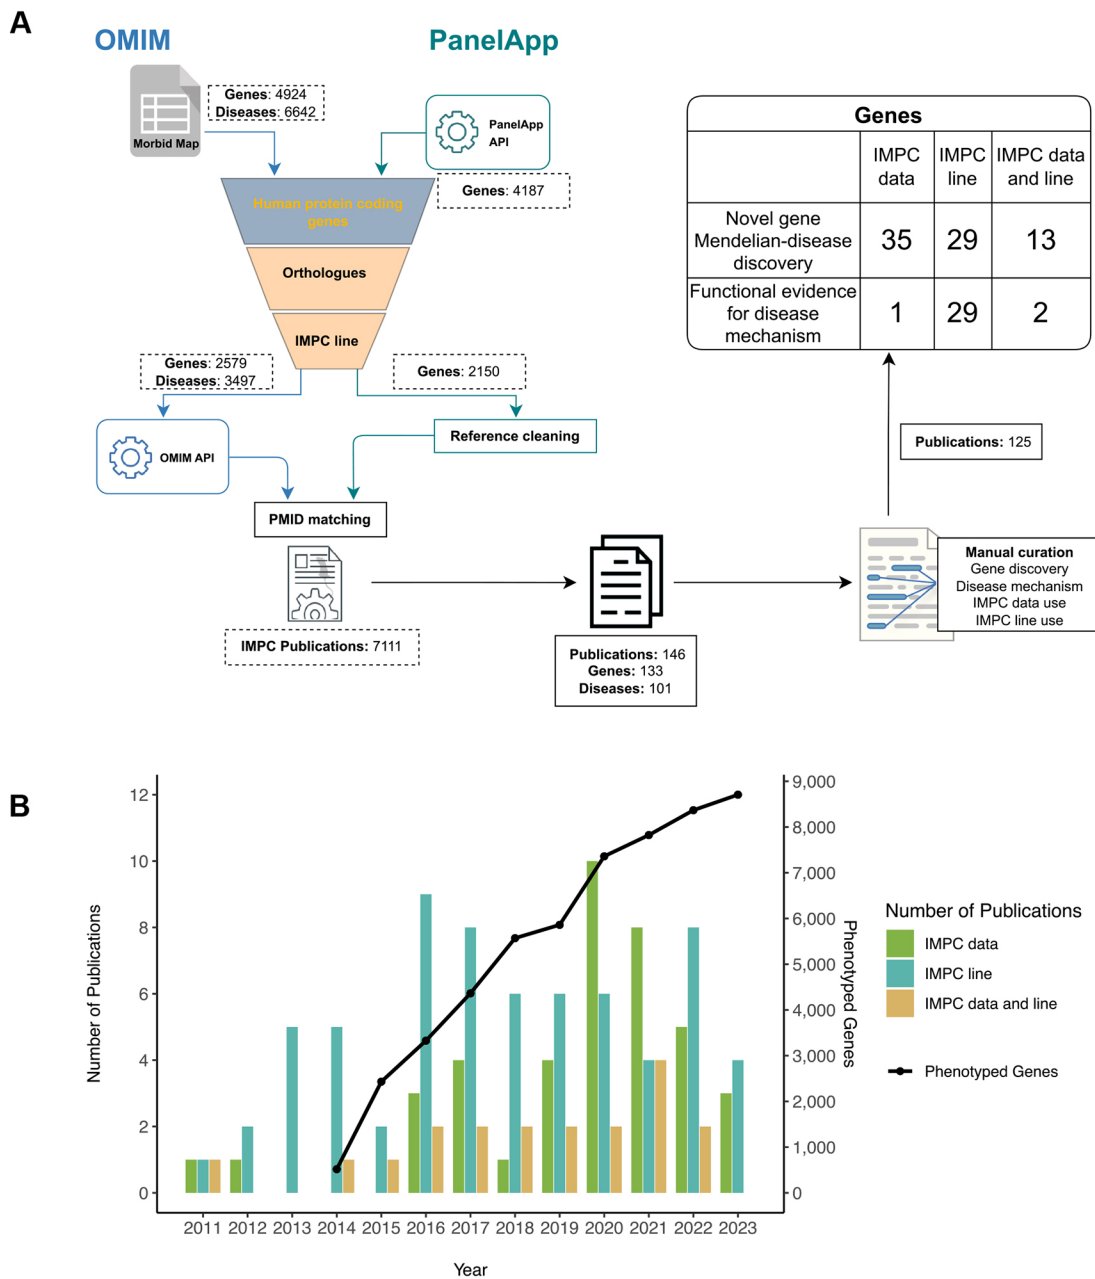 A
OMIM
PanelApp
Genes: 4924
Diseases: 6642
Morbid Map
PanelApp
API
Genes: 4187
Human protein coding
genes
Orthologues
IMPC line
Genes: 2579
Diseases: 3497
Genes: 2150
OMIM API
Reference cleaning
PMID matching
IMPC Publications: 7111
Publications: 146
Genes: 133
Diseases: 101
Manual curation
Gene discovery
Disease mechanism
IMPC data use
IMPC line use
Publications: 125
Genes
IMPC
data
IMPC
line
IMPC data
and line
Novel gene
Mendelian-disease
discovery
35
29
13
Functional evidence
for disease
mechanism
1
29
2
B
Number of Publications
12
10
8
6
4
2
0
9,000
8,000
7,000
6,000
5,000
4,000
3,000
2,000
1,000
0
Phenotyped Genes
2011 2012 2013 2014 2015 2016 2017 2018 2019 2020 2021 2022 2023
Year
Number of Publications
IMPC data
IMPC line
IMPC data and line
Phenotyped Genes